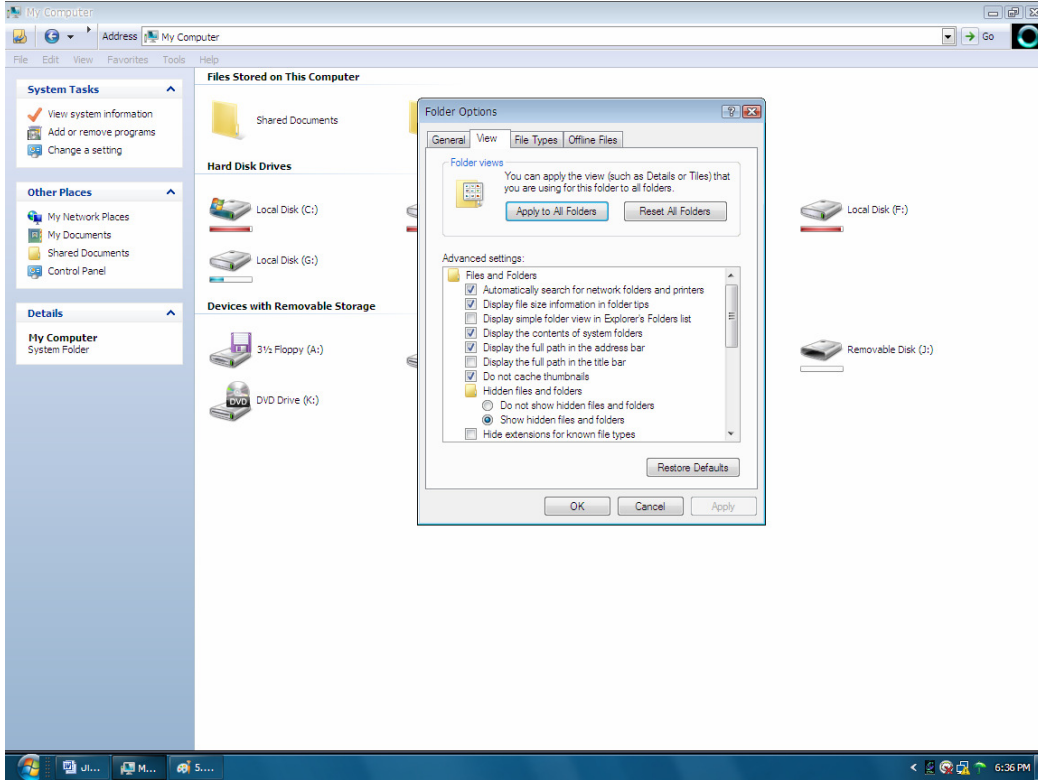 My Computer
Address My Computer Go
File Edit View Favorites Tools Help
System Tasks
View system information
Add or remove programs
Change a setting
Other Places
My Network Places
My Documents
Shared Documents
Control Panel
Details
My Computer
System Folder
Files Stored on This Computer
Shared Documents
Hard Disk Drives
Local Disk (C:)
Local Disk (F:)
Local Disk (G:)
Devices with Removable Storage
3½ Floppy (A:)
Removable Disk (J:)
DVD
DVD Drive (K:)
Folder Options
General View File Types Offline Files
Folder views
You can apply the view (such as Details or Tiles) that
you are using for this folder to all folders.
Apply to All Folders Reset All Folders
Advanced settings:
Files and Folders
Automatically search for network folders and printers
Display file size information in folder tips
Display simple folder view in Explorer's Folders list
Display the contents of system folders
Display the full path in the address bar
Display the full path in the title bar
Do not cache thumbnails
Hidden files and folders
Do not show hidden files and folders
Show hidden files and folders
Hide extensions for known file types
Restore Defaults
OK Cancel Apply
JI... M... S.... 6:36 PM